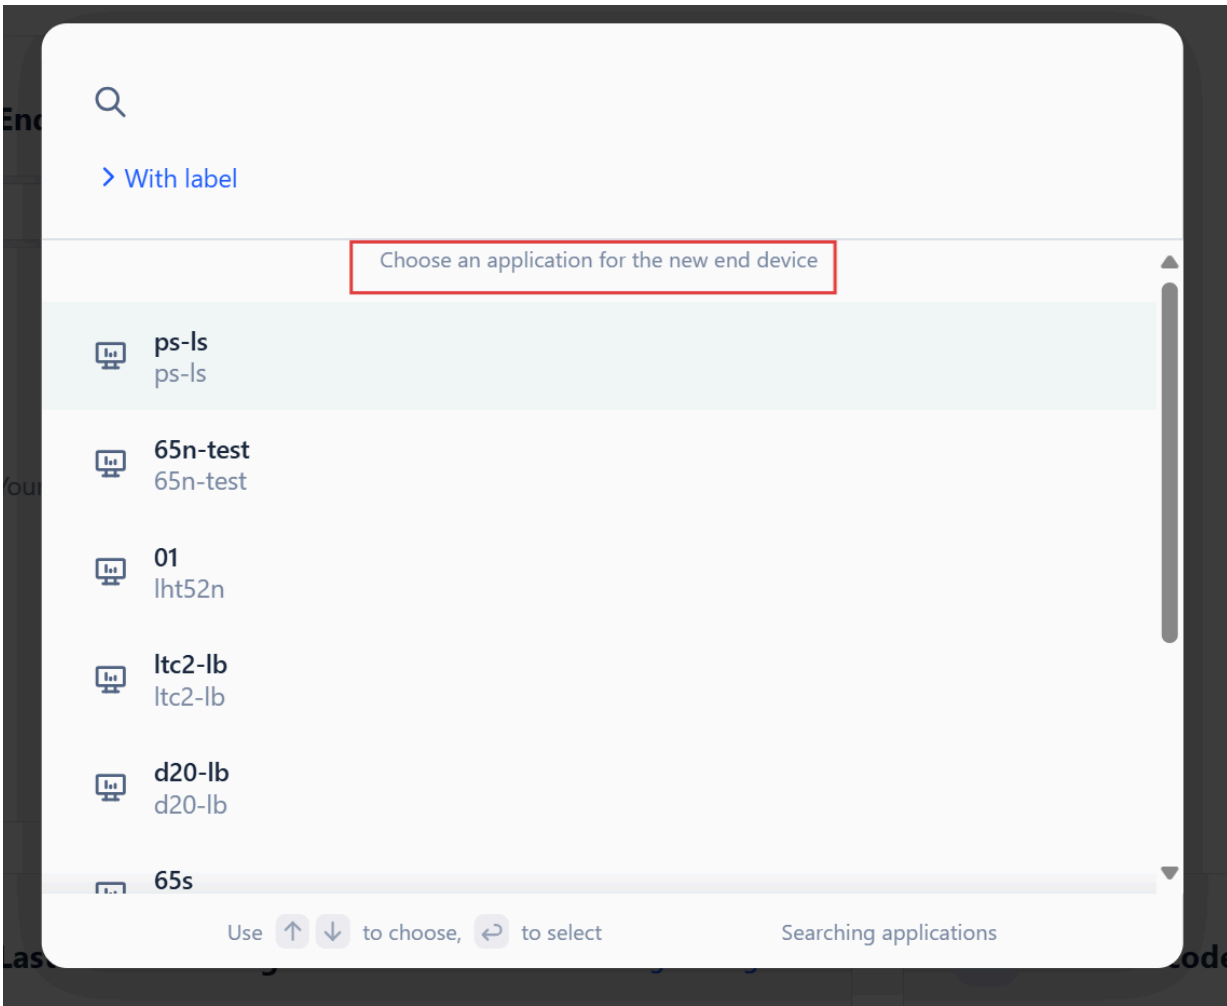 With label
Choose an application for the new end device
ps-ls
ps-ls
65n-test
65n-test
01
lht52n
ltc2-lb
ltc2-lb
d20-lb
d20-lb
65s
Use ↑ ↓ to choose, ↵ to select
Searching applications